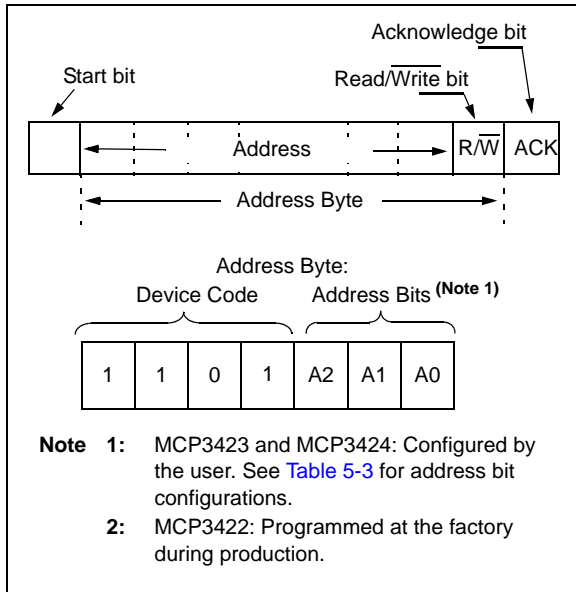 Acknowledge bit
Start bit
Read/Write bit
Address R/W ACK
Address Byte
Address Byte:
Device Code Address Bits (Note 1)
1 1 0 1 A2 A1 A0
Note 1: MCP3423 and MCP3424: Configured by
the user. See Table 5-3 for address bit
configurations.
2: MCP3422: Programmed at the factory
during production.